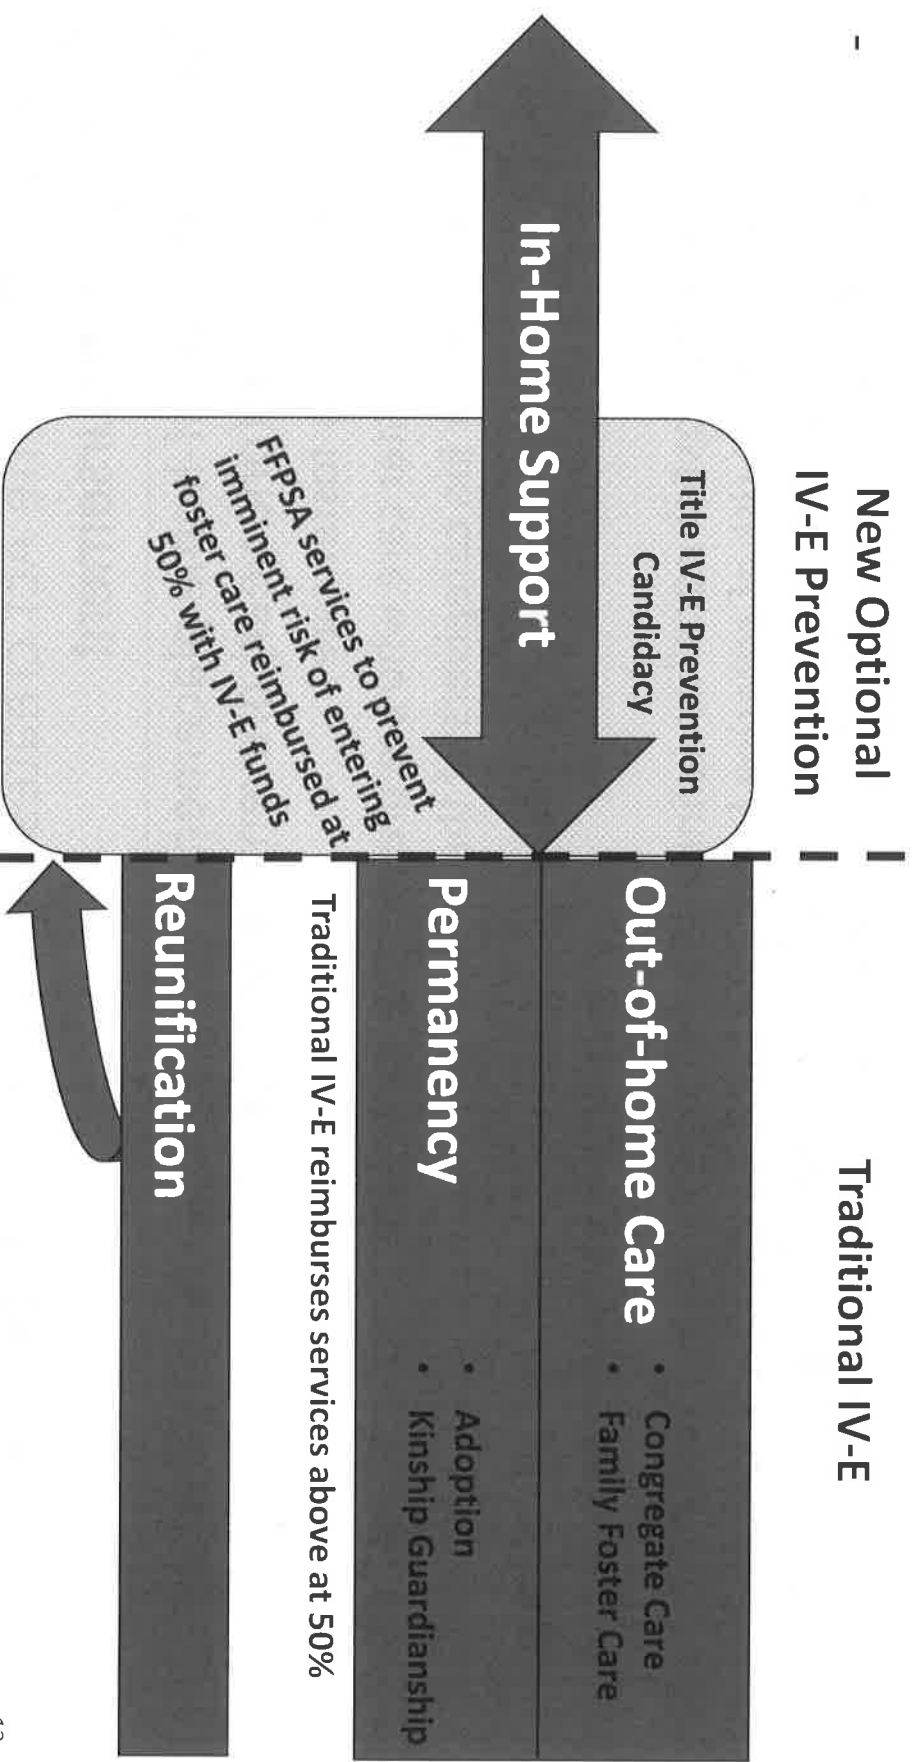 New Optional
IV-E Prevention
Traditional IV-E
Title IV-E Prevention
Candidacy
In-Home Support
FFPSA services to prevent
imminent risk of entering
foster care reimbursed at
50% with IV-E funds
Out-of-home Care
• Congregate Care
• Family Foster Care
Permanency
• Adoption
• Kinship Guardianship
Traditional IV-E reimburses services above at 50%
Reunification